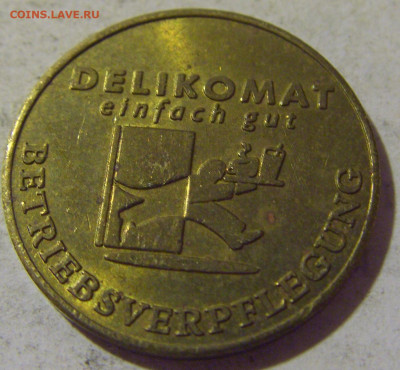 COINS.LAVE.RU
DELIKOMAT
einfach gut
BETRIEBSVERPFLEGUNG